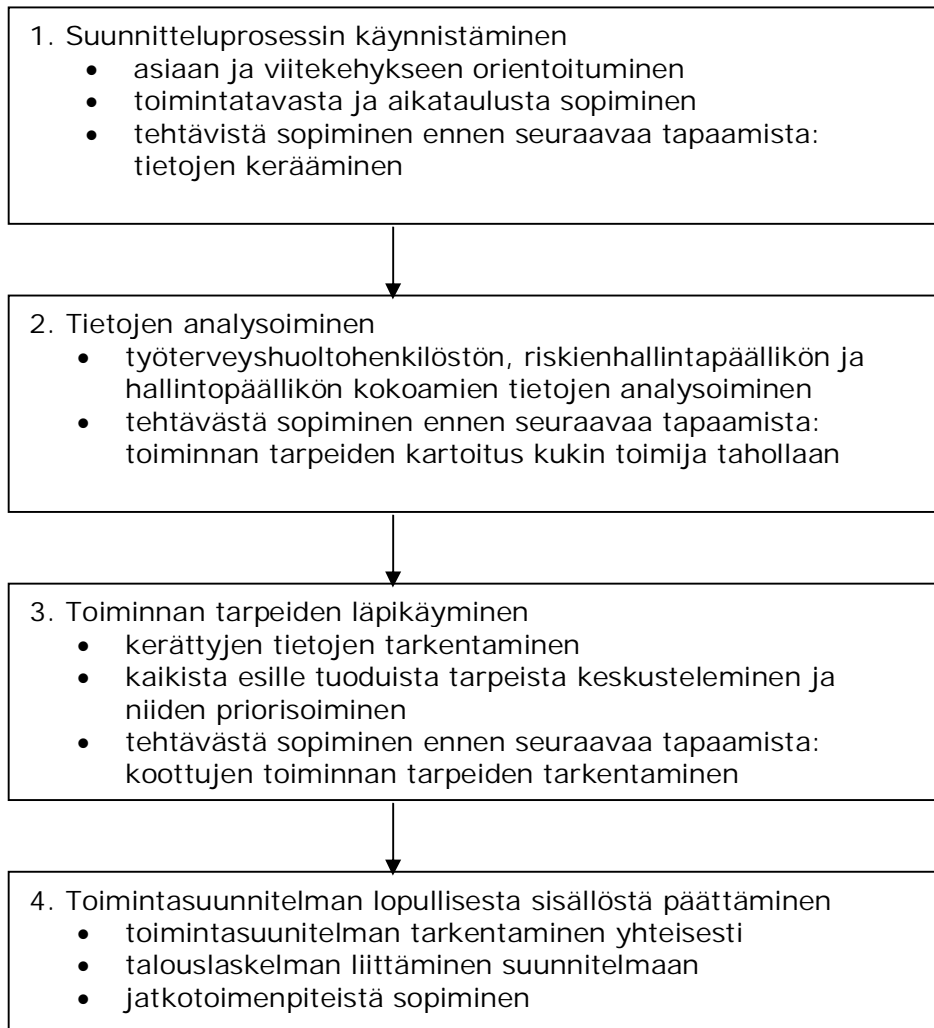 1. Suunnitteluprosessin käynnistäminen
• asiaan ja viitekehykseen orientoituminen
• toimintatavasta ja aikataulusta sopiminen
• tehtävistä sopiminen ennen seuraavaa tapaamista:
tietojen kerääminen
2. Tietojen analysoiminen
• työterveyshuoltohenkilöstön, riskienhallintapäällikön ja
hallintopäällikön kokoamien tietojen analysoiminen
• tehtävästä sopiminen ennen seuraavaa tapaamista:
toiminnan tarpeiden kartoitus kukin toimija tahollaan
3. Toiminnan tarpeiden läpikäyminen
• kerättyjen tietojen tarkentaminen
• kaikista esille tuoduista tarpeista keskusteleminen ja
niiden priorisoiminen
• tehtävästä sopiminen ennen seuraavaa tapaamista:
koottujen toiminnan tarpeiden tarkentaminen
4. Toimintasuunnitelman lopullisesta sisällöstä päättäminen
• toimintasuunitelman tarkentaminen yhteisesti
• talouslaskelman liittäminen suunnitelmaan
• jatkotoimenpiteistä sopiminen